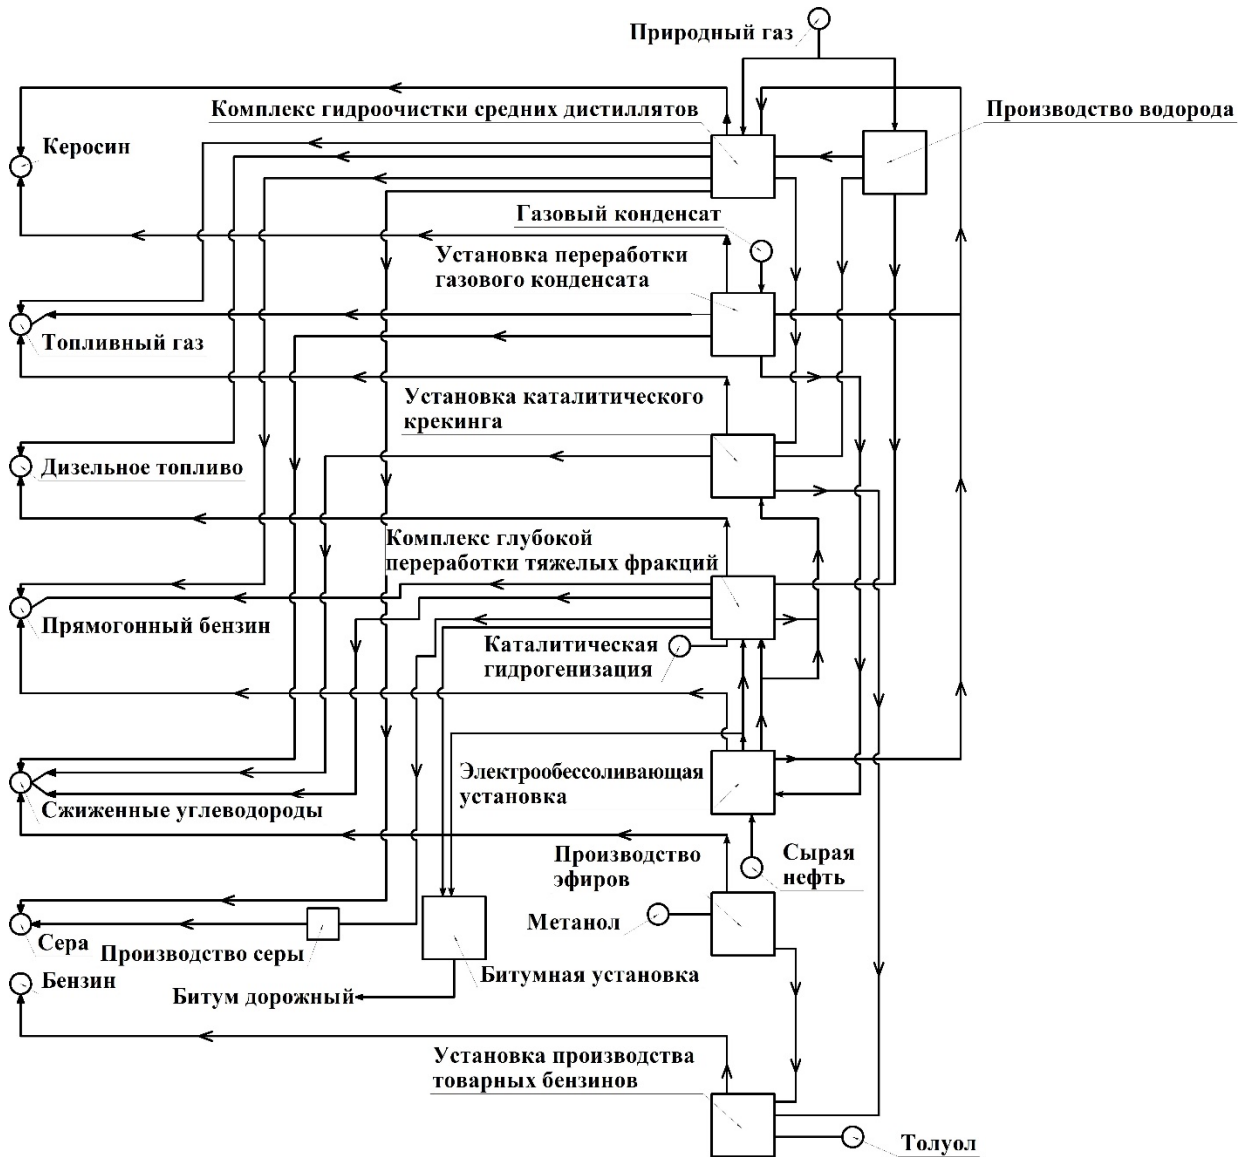 Природный газ
Комплекс гидроочистки средних дистиллятов
Производство водорода
Керосин
Газовый конденсат
Установка переработки
газового конденсата
Топливный газ
Установка каталитического
крекинга
Дизельное топливо
Комплекс глубокой
переработки тяжелых фракций
Прямогонный бензин
Каталитическая
гидрогенизация
Электрообессоливающая
установка
Сжиженные углеводороды
Производство
эфиров
Сырая
нефть
Метанол
Сера
Производство серы
Бензин
Битумная установка
Битум дорожный
Установка производства
товарных бензинов
Толуол